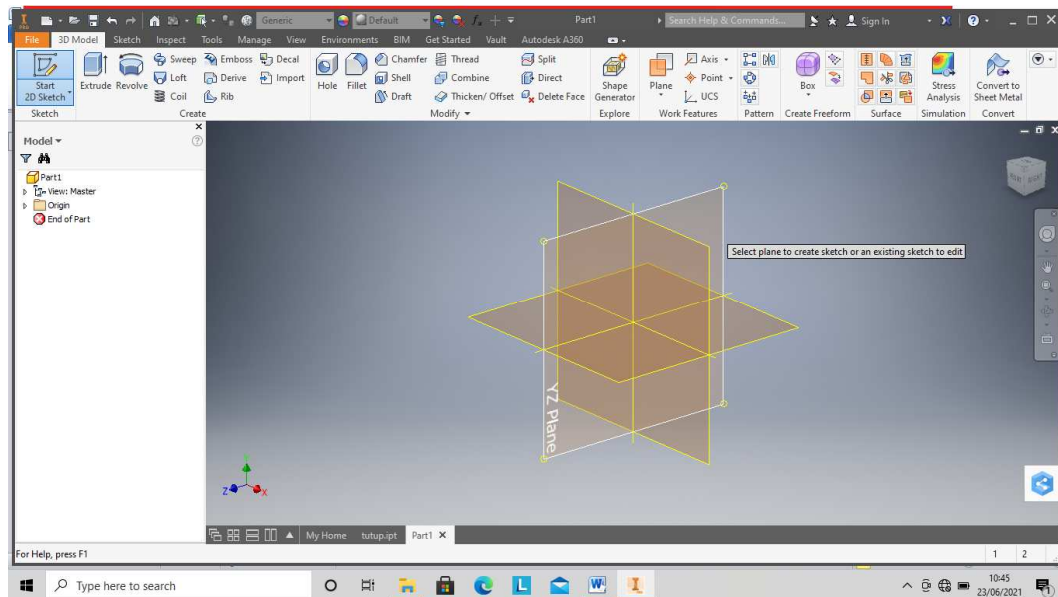 Generic
Default
Part1
Search Help & Commands...
Sign In
File 3D Model Sketch Inspect Tools Manage View Environments BIM Get Started Vault Autodesk A360
Sweep Emboss Decal Chamfer Thread Split Axis
Start 2D Sketch Extrude Revolve Loft Derive Import Hole Fillet Shell Combine Direct Shape Generator Plane Point Box Stress Analysis Convert to Sheet Metal
Coil Rib Draft Thicken/ Offset Delete Face UCS
Sketch Create Modify Explore Work Features Pattern Create Freeform Surface Simulation Convert
Model
Part1
View: Master
Origin
End of Part
Select plane to create sketch or an existing sketch to edit
YZ Plane
Y
Z X
My Home tutup.ipt Part1
For Help, press F1 1 2
Type here to search
10:45
23/06/2021